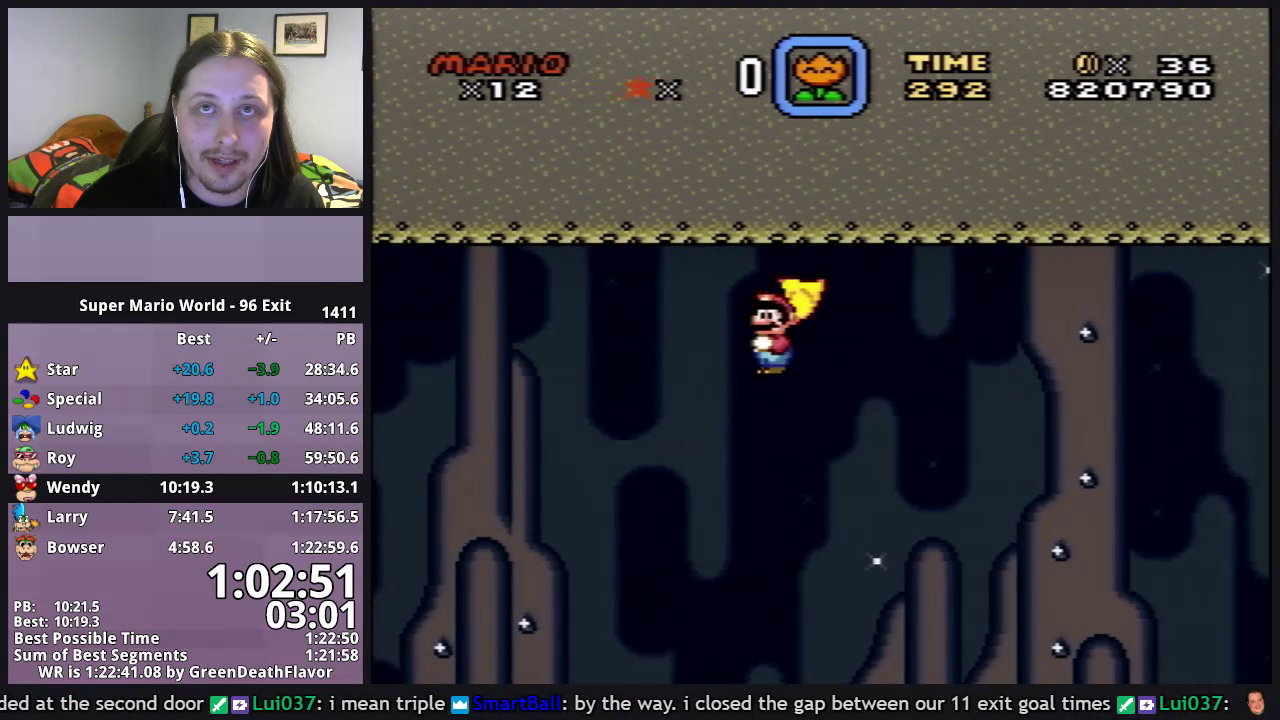 MARIO
×12
×
0
TIME
292
× 36
820790
Super Mario World - 96 Exit
1411
Best +/- PB
Star +20.6 −3.9 28:34.6
Special +19.8 +1.0 34:05.6
Ludwig +0.2 −1.9 48:11.6
Roy +3.7 −0.8 59:50.6
Wendy 10:19.3 1:10:13.1
Larry 7:41.5 1:17:56.5
Bowser 4:58.6 1:22:59.6
1:02:51
03:01
PB: 10:21.5
Best: 10:19.3
Best Possible Time 1:22:50
Sum of Best Segments 1:21:58
WR is 1:22:41.08 by GreenDeathFlavor
ded at the second door Lui037: i mean triple SmartBall: by the way. i closed the gap between our 11 exit goal times Lui037: